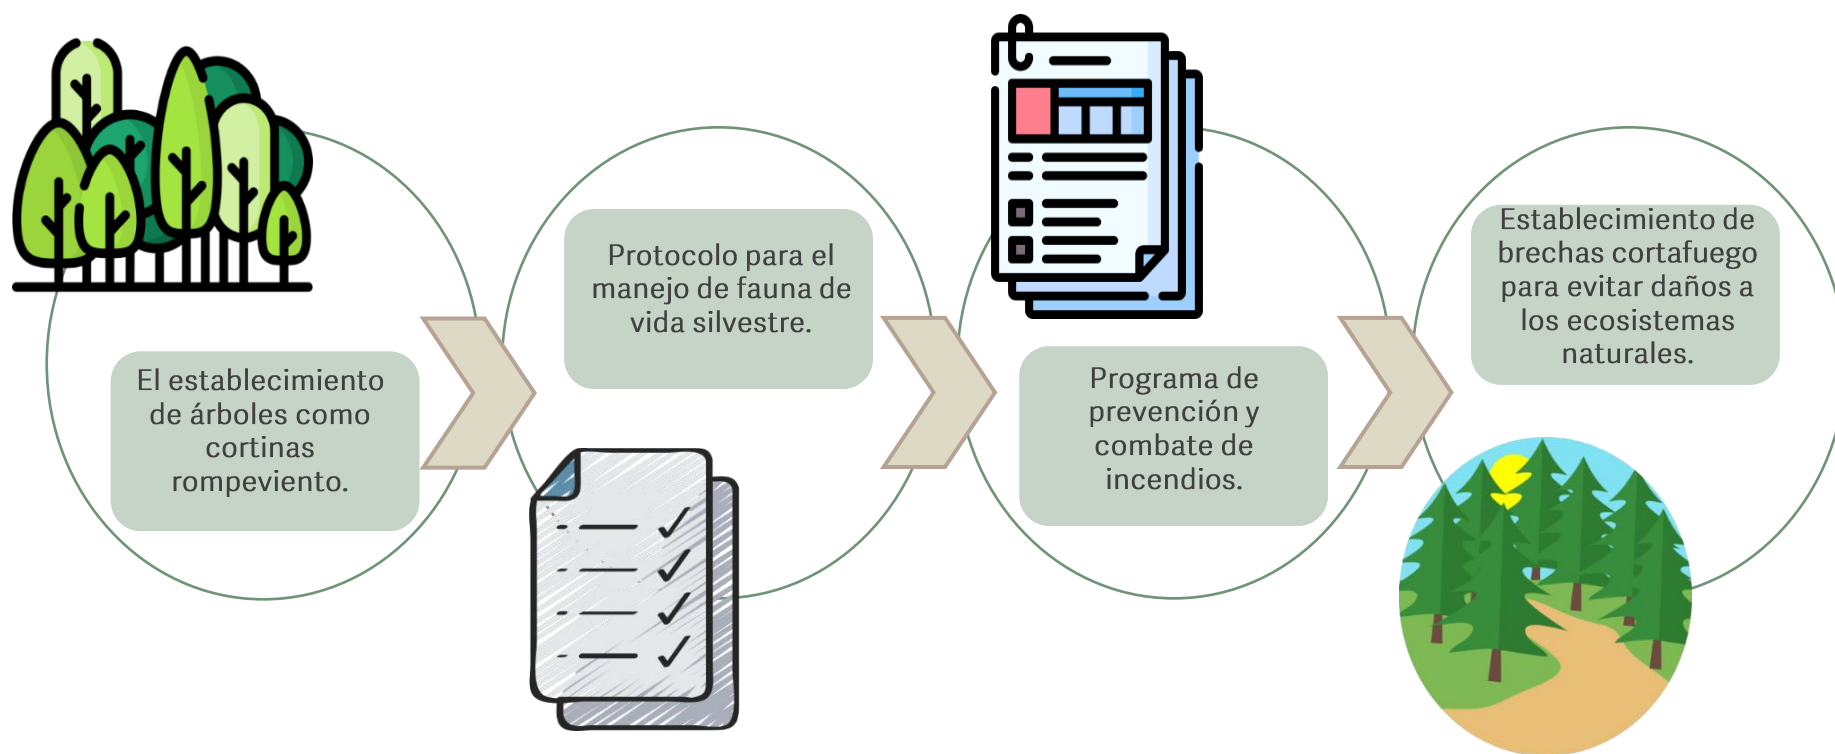 El establecimiento
de árboles como
cortinas
rompeviento.
Protocolo para el
manejo de fauna de
vida silvestre.
Programa de
prevención y
combate de
incendios.
Establecimiento de
brechas cortafuego
para evitar daños a
los ecosistemas
naturales.